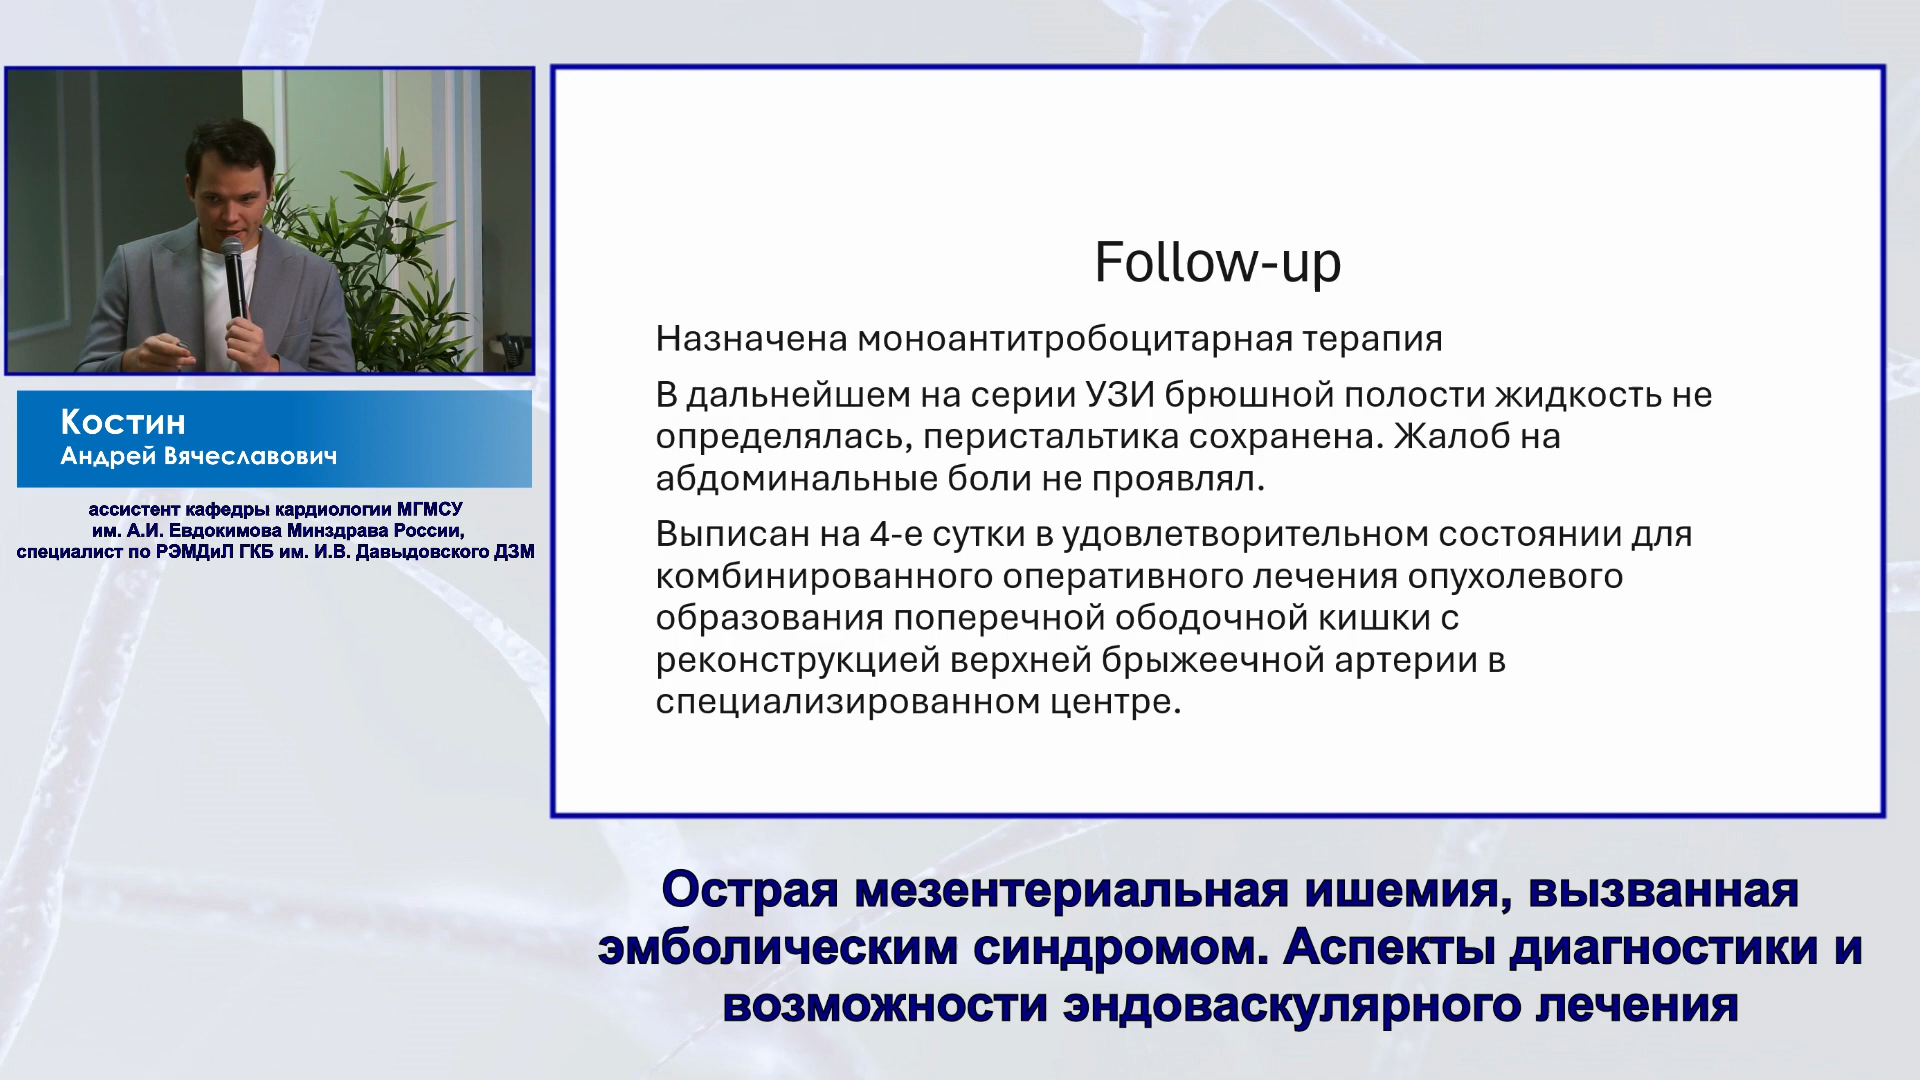 Костин
Андрей Вячеславович
ассистент кафедры кардиологии МГМСУ
им. А.И. Евдокимова Минздрава России,
специалист по РЭМДиЛ ГКБ им. И.В. Давыдовского ДЗМ
Follow-up
Назначена моноантитробоцитарная терапия
В дальнейшем на серии УЗИ брюшной полости жидкость не
определялась, перистальтика сохранена. Жалоб на
абдоминальные боли не проявлял.
Выписан на 4-е сутки в удовлетворительном состоянии для
комбинированного оперативного лечения опухолевого
образования поперечной ободочной кишки с
реконструкцией верхней брыжеечной артерии в
специализированном центре.
Острая мезентериальная ишемия, вызванная
эмболическим синдромом. Аспекты диагностики и
возможности эндоваскулярного лечения